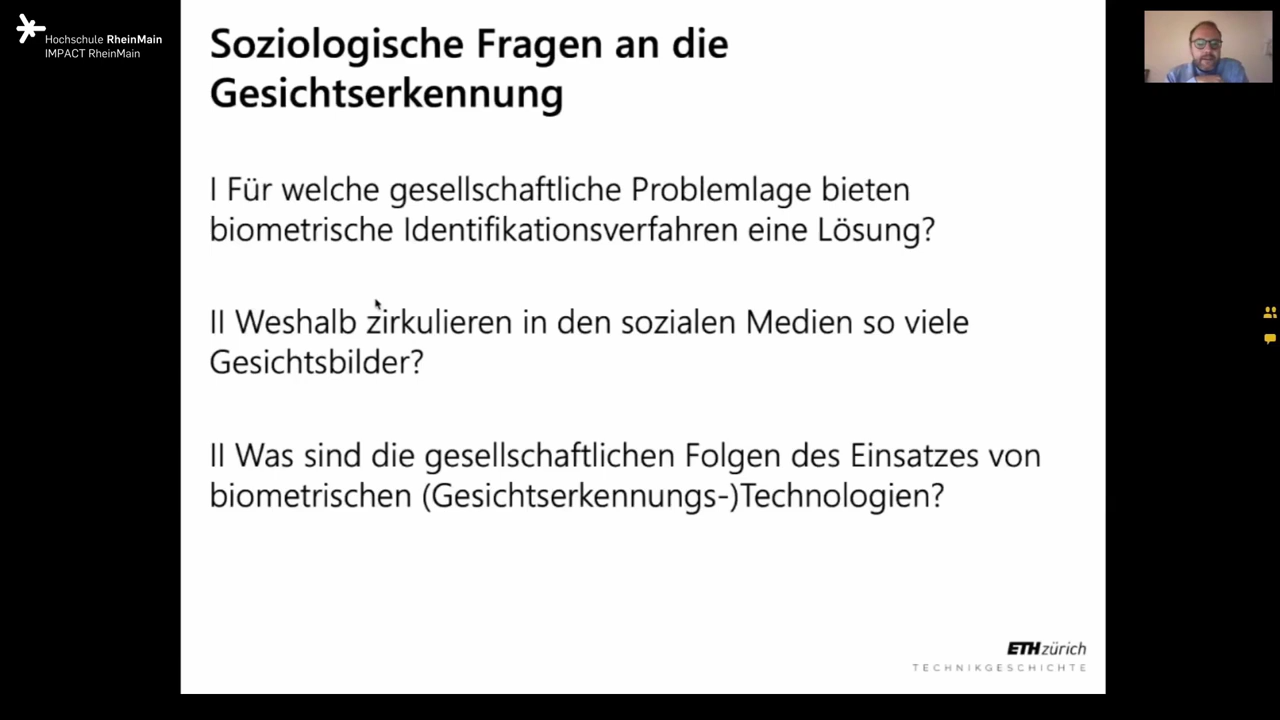 Hochschule RheinMain
IMPACT RheinMain
Soziologische Fragen an die
Gesichtserkennung
I Für welche gesellschaftliche Problemlage bieten
biometrische Identifikationsverfahren eine Lösung?
II Weshalb zirkulieren in den sozialen Medien so viele
Gesichtsbilder?
II Was sind die gesellschaftlichen Folgen des Einsatzes von
biometrischen (Gesichtserkennungs-)Technologien?
ETH zürich
TECHNIKGESCHICHTE